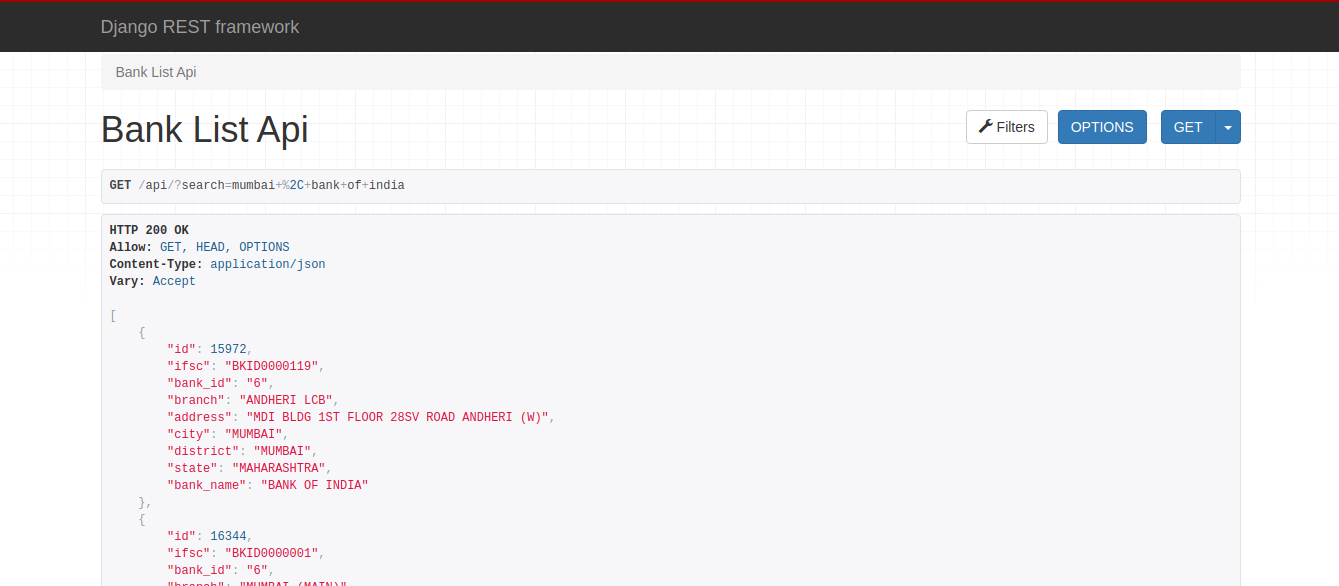 Django REST framework
Bank List Api
Bank List Api
Filters
OPTIONS
GET
GET /api/?search=mumbai+%2C+bank+of+india
HTTP 200 OK
Allow: GET, HEAD, OPTIONS
Content-Type: application/json
Vary: Accept
[
    {
        "id": 15972,
        "ifsc": "BKID0000119",
        "bank_id": "6",
        "branch": "ANDHERI LCB",
        "address": "MDI BLDG 1ST FLOOR 28SV ROAD ANDHERI (W)",
        "city": "MUMBAI",
        "district": "MUMBAI",
        "state": "MAHARASHTRA",
        "bank_name": "BANK OF INDIA"
    },
    {
        "id": 16344,
        "ifsc": "BKID0000001",
        "bank_id": "6",
        "branch": "MUMBAI (MAIN)"